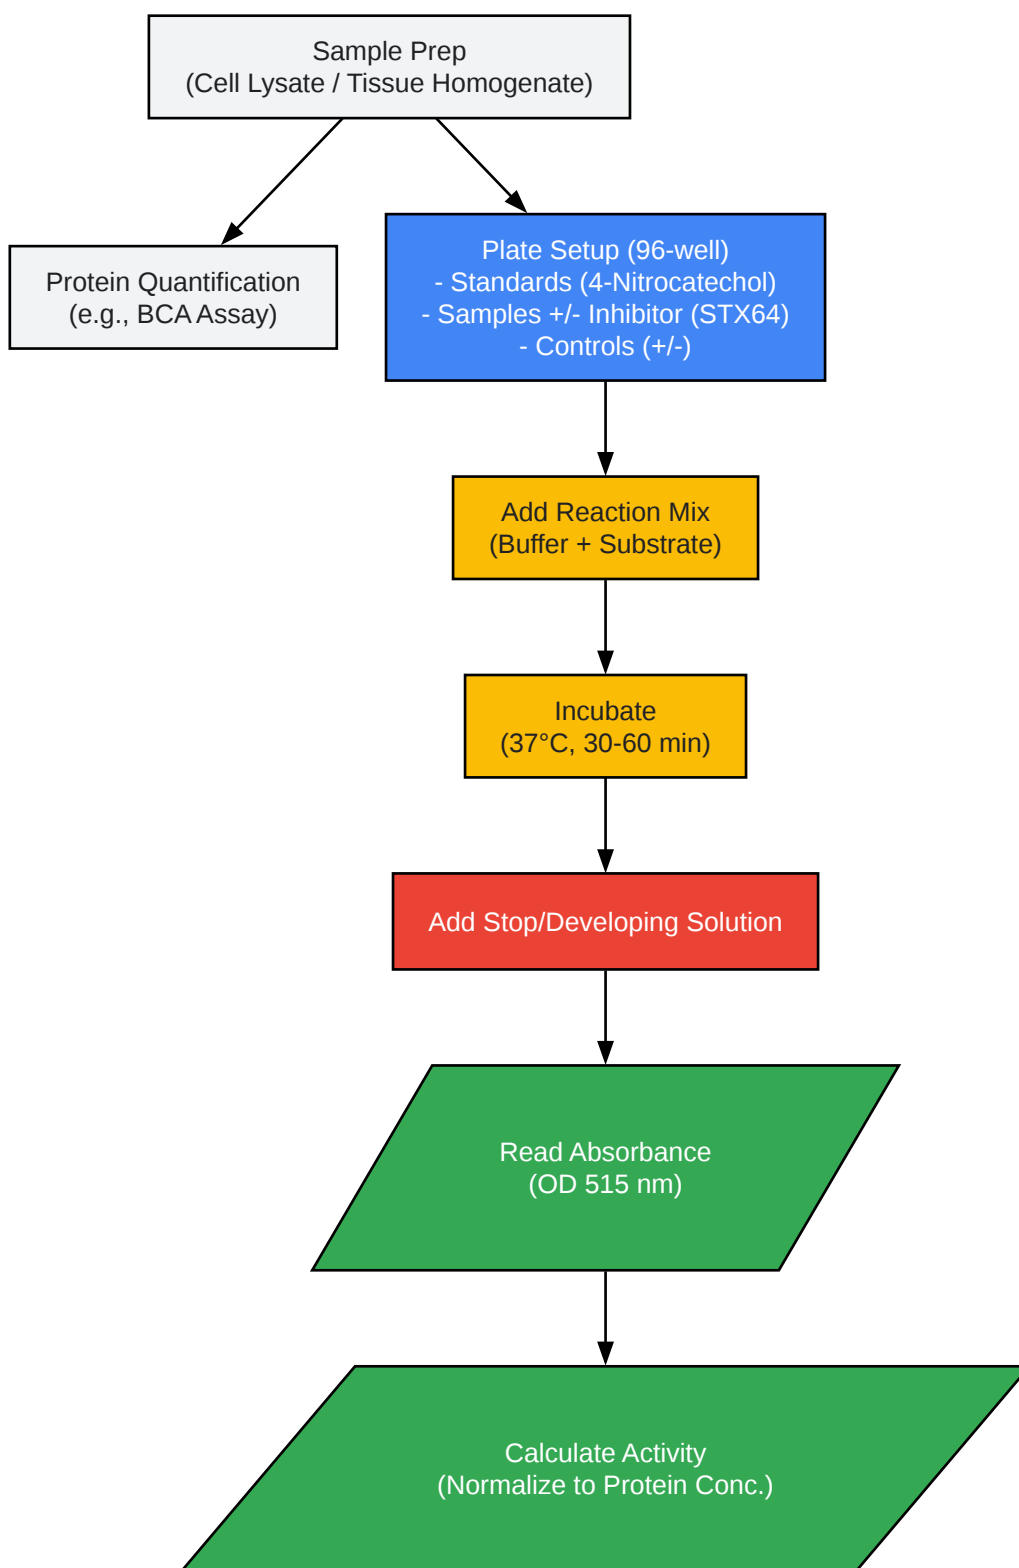 Sample Prep
(Cell Lysate / Tissue Homogenate)
Protein Quantification
(e.g., BCA Assay)
Plate Setup (96-well)
- Standards (4-Nitrocatechol)
- Samples +/- Inhibitor (STX64)
- Controls (+/-)
Add Reaction Mix
(Buffer + Substrate)
Incubate
(37°C, 30-60 min)
Add Stop/Developing Solution
Read Absorbance
(OD 515 nm)
Calculate Activity
(Normalize to Protein Conc.)